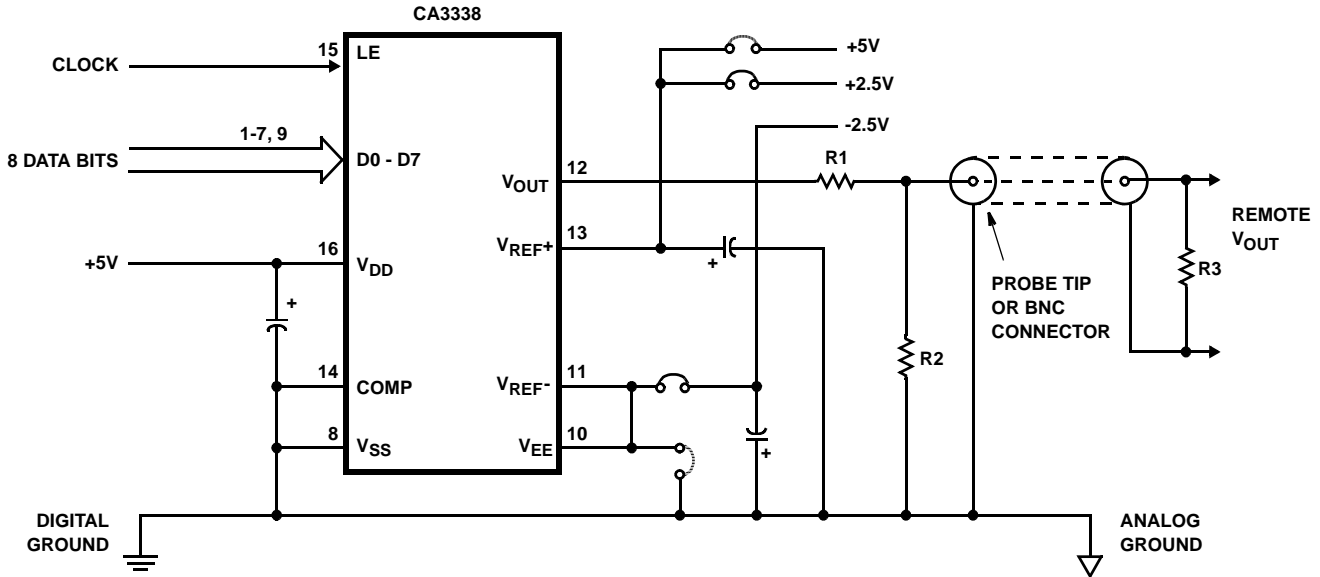 CA3338
CLOCK
15
LE
+5V
+2.5V
-2.5V
8 DATA BITS
1-7, 9
D0 - D7
VOUT
12
R1
VREF+
13
+
REMOTE
VOUT
R3
+5V
16
VDD
+
PROBE TIP
OR BNC
CONNECTOR
R2
14
COMP
VREF-
11
8
VSS
VEE
10
+
DIGITAL
GROUND
ANALOG
GROUND